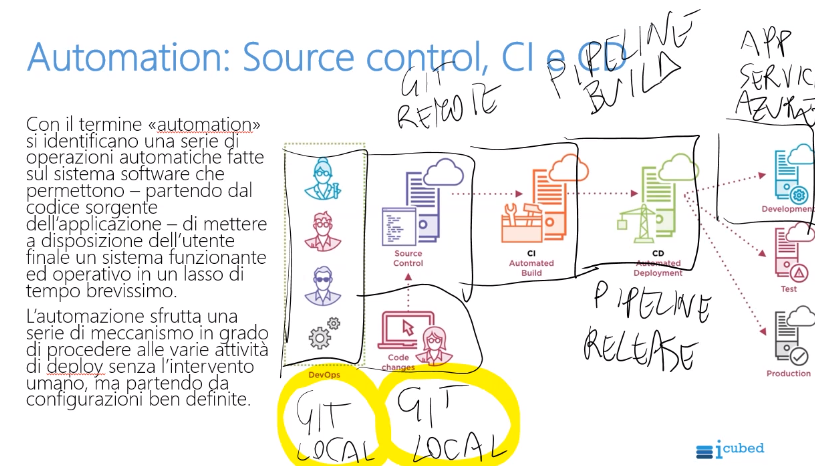 Automation: Source control, CI e CD
GIT
REMOTE
PIPELINE
BUILD
APP
SERVIC
AZURE
Con il termine «automation»
si identificano una serie di
operazioni automatiche fatte
sul sistema software che
permettono – partendo dal
codice sorgente
dell’applicazione – di mettere
a disposizione dell’utente
finale un sistema funzionante
ed operativo in un lasso di
tempo brevissimo.
L’automazione sfrutta una
serie di meccanismo in grado
di procedere alle varie attività
di deploy senza l’intervento
umano, ma partendo da
configurazioni ben definite.
DevOps
Source
Control
Code
changes
CI
Automated
Build
CD
Automated
Deployment
Development
Test
Production
GIT
LOCAL
GIT
LOCAL
PIPELINE
RELEASE
icubed